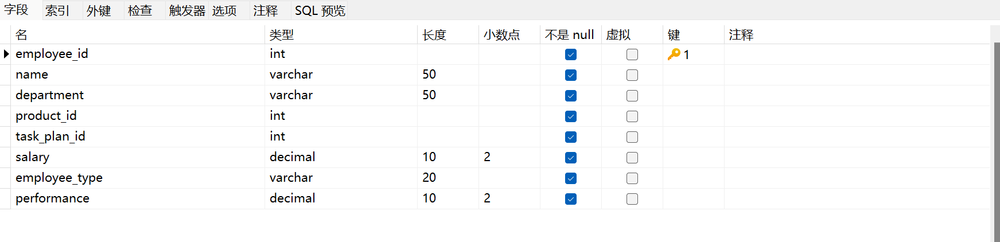 字段 索引 外键 检查 触发器 选项 注释 SQL 预览
名 类型 长度 小数点 不是 null 虚拟 键 注释
employee_id int 1
name varchar 50
department varchar 50
product_id int
task_plan_id int
salary decimal 10 2
employee_type varchar 20
performance decimal 10 2